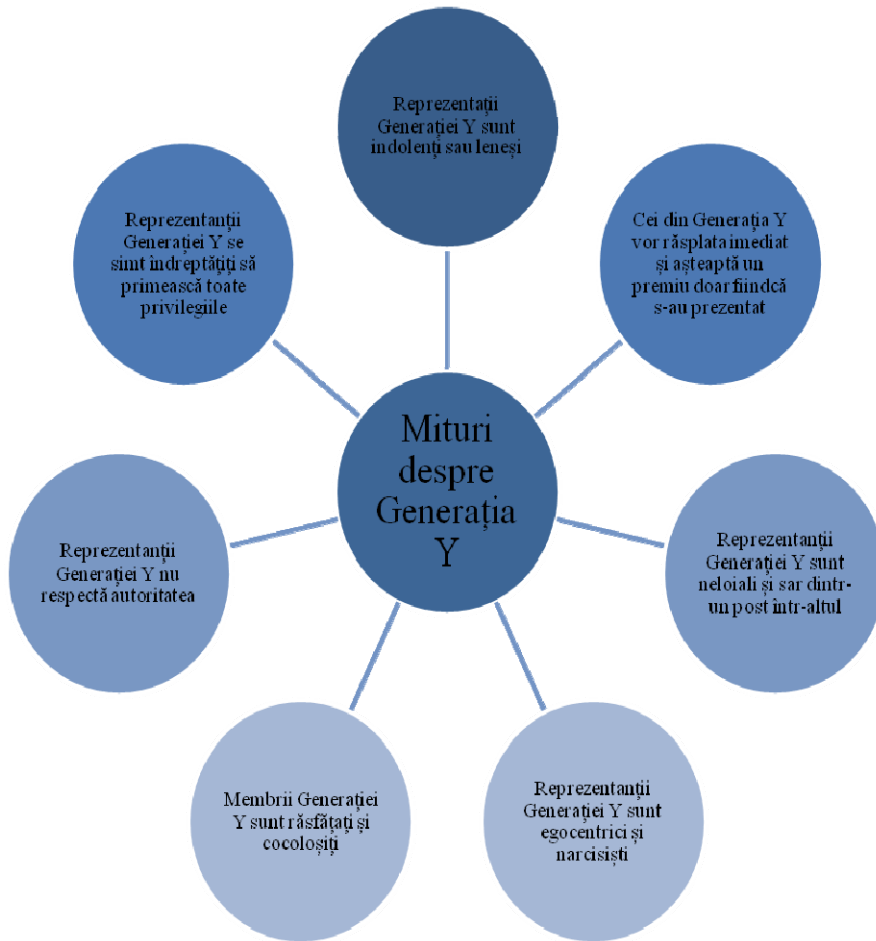 Reprezentații
Generației Y sunt
indolenți sau leneși
Cei din Generația Y
vor răsplata imediat
și așteaptă un
premiu doar fiindcă
s-au prezentat
Reprezentanții
Generației Y sunt
neloiali și sar dintr-
un post într-altul
Reprezentanții
Generației Y sunt
egocentrici și
narcisiști
Membrii Generației
Y sunt răsfățați și
cocoloșiți
Reprezentanții
Generației Y nu
respectă autoritatea
Reprezentanții
Generației Y se
simt îndreptățiți să
primească toate
privilegiile
Mituri
despre
Generația
Y